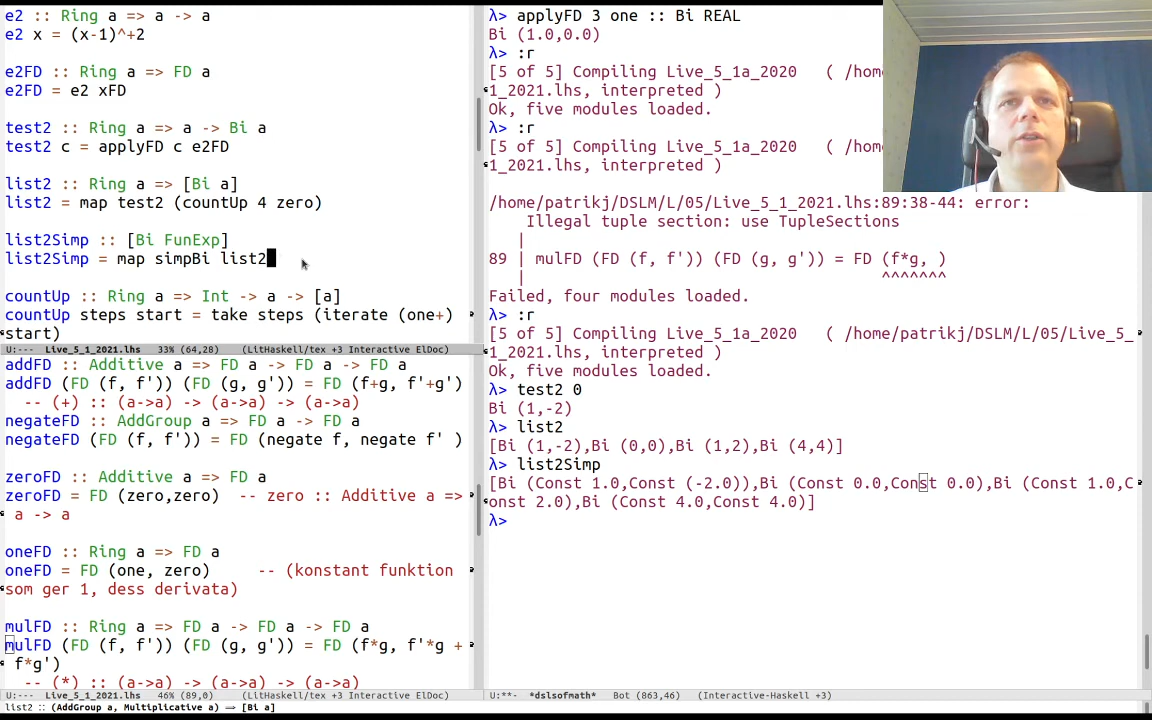 e2 :: Ring a => a -> a
e2 x = (x-1)^+2
e2FD :: Ring a => FD a
e2FD = e2 xFD
test2 :: Ring a => a -> Bi a
test2 c = applyFD c e2FD
list2 :: Ring a => [Bi a]
list2 = map test2 (countUp 4 zero)
list2Simp :: [Bi FunExp]
list2Simp = map simpBi list2
countUp :: Ring a => Int -> a -> [a]
countUp steps start = take steps (iterate (one+)
start)
U:--- Live_5_1_2021.lhs 33% (64,28) (LitHaskell/tex +3 Interactive ElDoc)
addFD :: Additive a => FD a -> FD a -> FD a
addFD (FD (f, f')) (FD (g, g')) = FD (f+g, f'+g')
-- (+) :: (a->a) -> (a->a) -> (a->a)
negateFD :: AddGroup a => FD a -> FD a
negateFD (FD (f, f')) = FD (negate f, negate f' )
zeroFD :: Additive a => FD a
zeroFD = FD (zero,zero) -- zero :: Additive a =>
a -> a
oneFD :: Ring a => FD a
oneFD = FD (one, zero) -- (konstant funktion
som ger 1, dess derivata)
mulFD :: Ring a => FD a -> FD a -> FD a
mulFD (FD (f, f')) (FD (g, g')) = FD (f*g, f'*g +
f*g')
-- (*) :: (a->a) -> (a->a) -> (a->a)
U:--- Live_5_1_2021.lhs 46% (89,0) (LitHaskell/tex +3 Interactive ElDoc)
list2 :: (AddGroup a, Multiplicative a) => [Bi a]
λ> applyFD 3 one :: Bi REAL
Bi (1.0,0.0)
λ> :r
[5 of 5] Compiling Live_5_1a_2020 ( /hom
1_2021.lhs, interpreted )
Ok, five modules loaded.
λ> :r
[5 of 5] Compiling Live_5_1a_2020 ( /hom
1_2021.lhs, interpreted )
/home/patrikj/DSLM/L/05/Live_5_1_2021.lhs:89:38-44: error:
Illegal tuple section: use TupleSections
|
89 | mulFD (FD (f, f')) (FD (g, g')) = FD (f*g, )
| ^^^^^^^
Failed, four modules loaded.
λ> :r
[5 of 5] Compiling Live_5_1a_2020 ( /home/patrikj/DSLM/L/05/Live_5_
1_2021.lhs, interpreted )
Ok, five modules loaded.
λ> test2 0
Bi (1,-2)
λ> list2
[Bi (1,-2),Bi (0,0),Bi (1,2),Bi (4,4)]
λ> list2Simp
[Bi (Const 1.0,Const (-2.0)),Bi (Const 0.0,Const 0.0),Bi (Const 1.0,C
onst 2.0),Bi (Const 4.0,Const 4.0)]
λ>
U:**- *dslsofmath* Bot (863,46) (Interactive-Haskell +3)